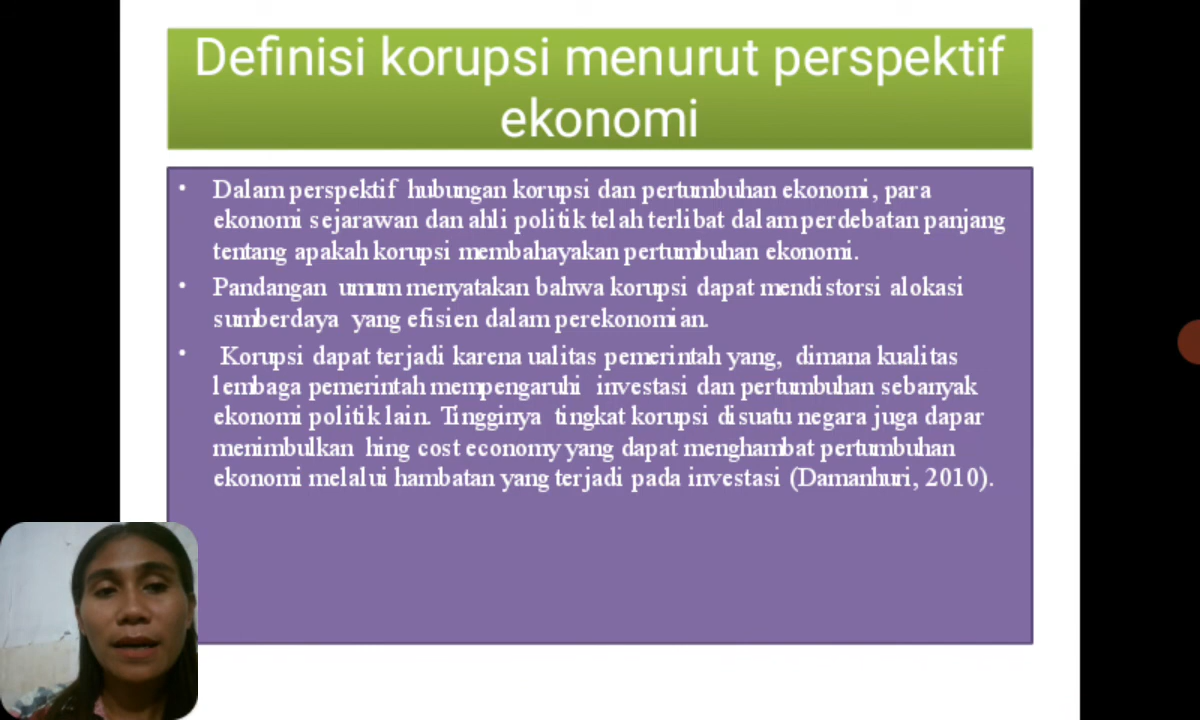 Definisi korupsi menurut perspektif
ekonomi
• Dalam perspektif hubungan korupsi dan pertumbuhan ekonomi, para
ekonomi sejarawan dan ahli politik telah terlibat dalam perdebatan panjang
tentang apakah korupsi membahayakan pertumbuhan ekonomi.
• Pandangan umum menyatakan bahwa korupsi dapat mendistorsi alokasi
sumberdaya yang efisien dalam perekonomian.
• Korupsi dapat terjadi karena ualitas pemerintah yang, dimana kualitas
lembaga pemerintah mempengaruhi investasi dan pertumbuhan sebanyak
ekonomi politik lain. Tingginya tingkat korupsi disuatu negara juga dapar
menimbulkan hing cost economy yang dapat menghambat pertumbuhan
ekonomi melalui hambatan yang terjadi pada investasi (Damanhuri, 2010).